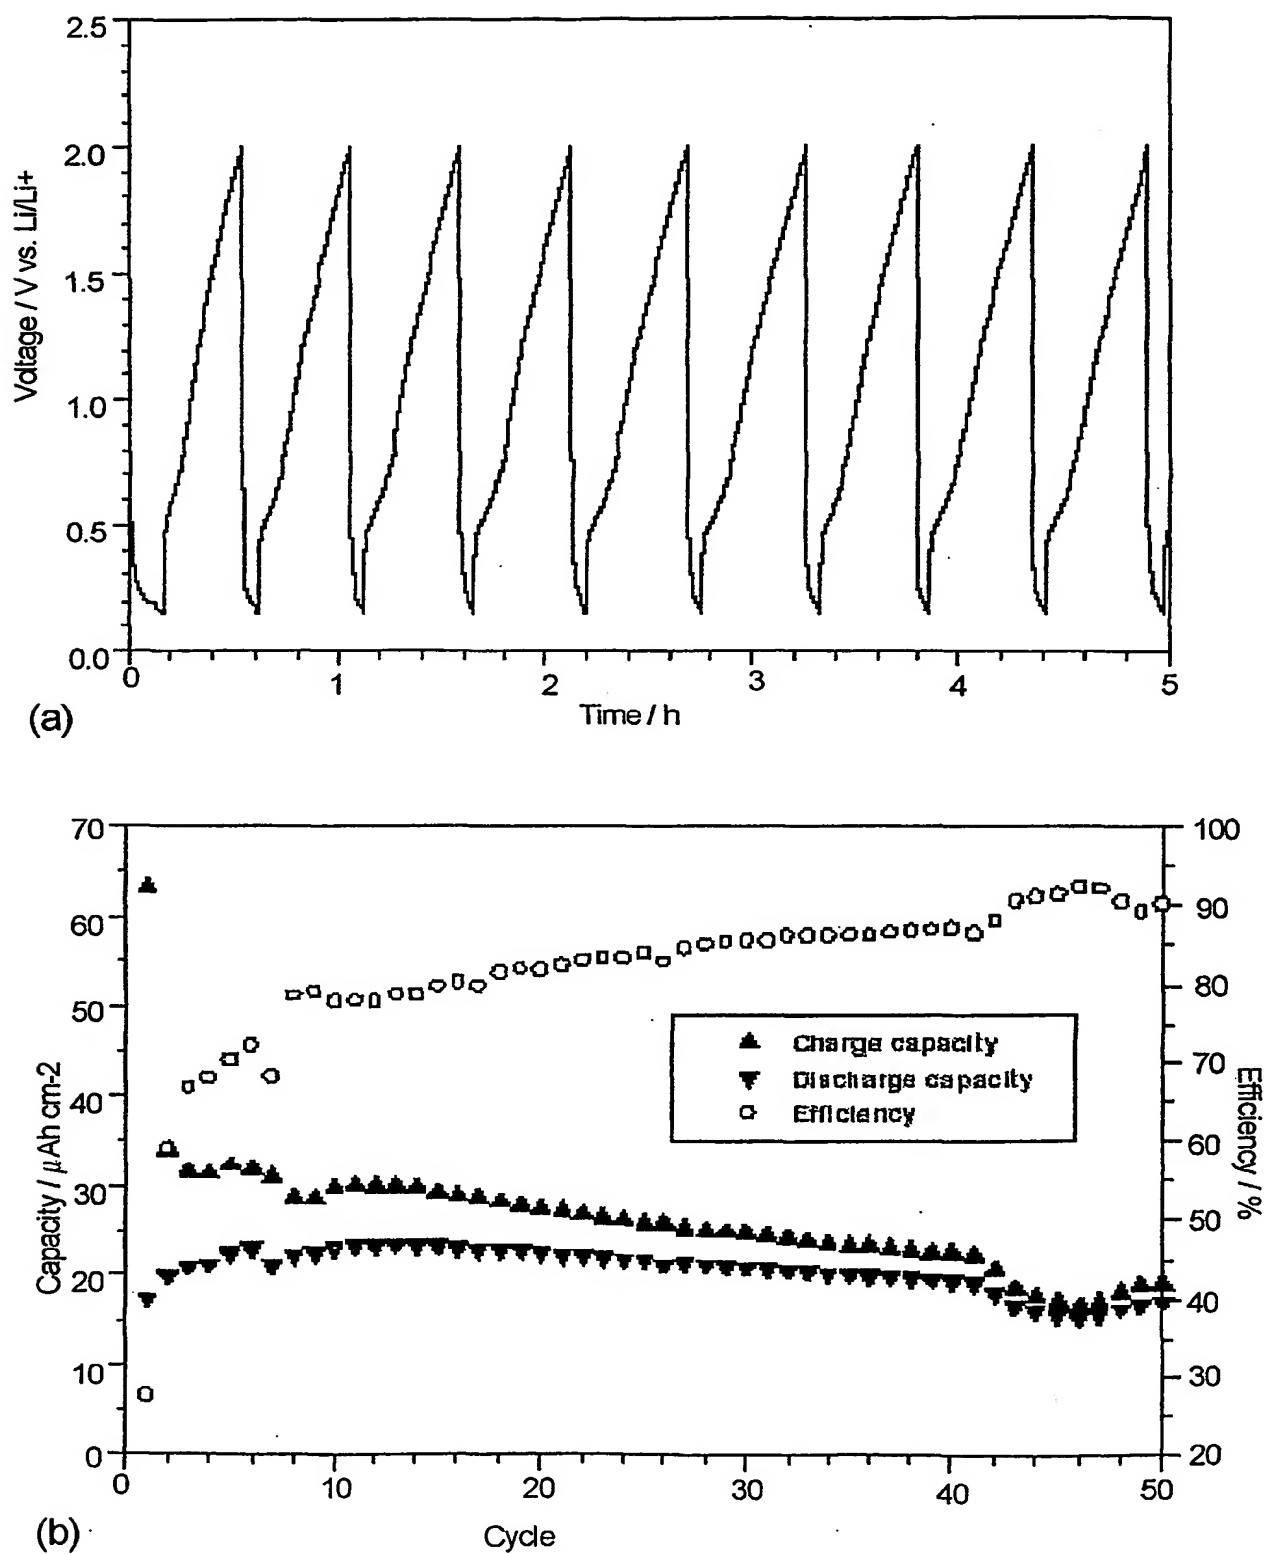 2.5
2.0
1.5
1.0
0.5
0.0
Voltage / V vs. Li/Li+
0 1 2 3 4 5
Time / h
(a)
70
60
50
40
30
20
10
0
Capacity / μAh cm-2
100
90
80
70
60
50
40
30
20
Efficiency / %
Charge capacity
Discharge capacity
Efficiency
0 10 20 30 40 50
Cycle
(b)